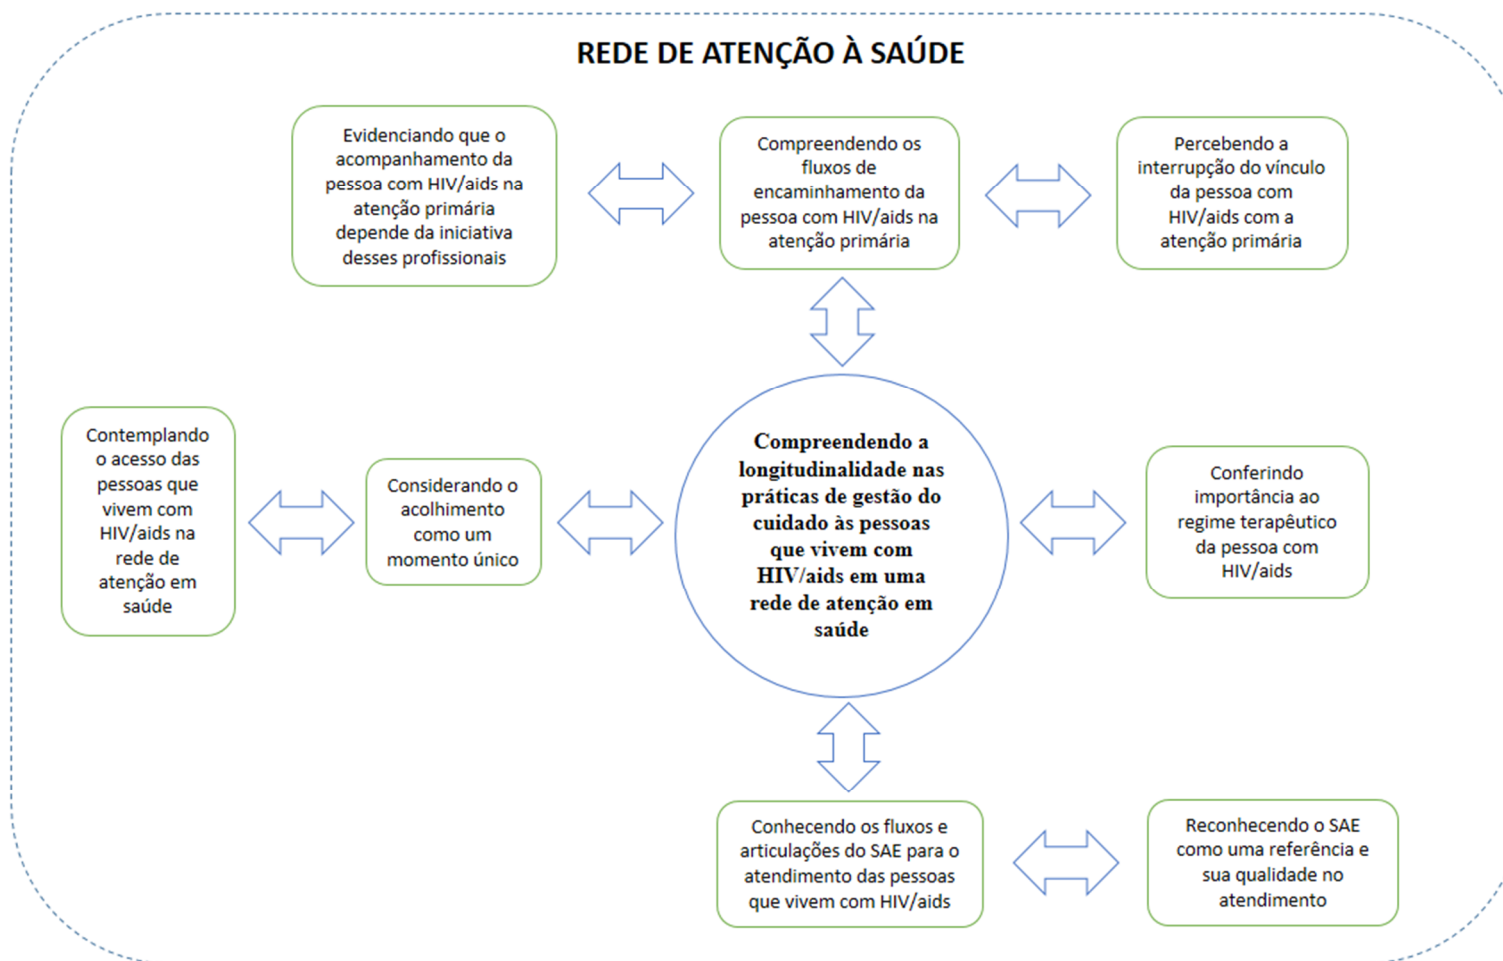 REDE DE ATENÇÃO À SAÚDE
Evidenciando que o
acompanhamento da
pessoa com HIV/aids na
atenção primária
depende da iniciativa
desses profissionais
Compreendendo os
fluxos de
encaminhamento da
pessoa com HIV/aids na
atenção primária
Percebendo a
interrupção do vínculo
da pessoa com
HIV/aids com a
atenção primária
Contemplando
o acesso das
pessoas que
vivem com
HIV/aids na
rede de
atenção em
saúde
Considerando o
acolhimento
como um
momento único
Compreendendo a
longitudinalidade nas
práticas de gestão do
cuidado às pessoas
que vivem com
HIV/aids em uma
rede de atenção em
saúde
Conferindo
importância ao
regime terapêutico
da pessoa com
HIV/aids
Conhecendo os fluxos e
articulações do SAE para o
atendimento das pessoas
que vivem com HIV/aids
Reconhecendo o SAE
como uma referência e
sua qualidade no
atendimento